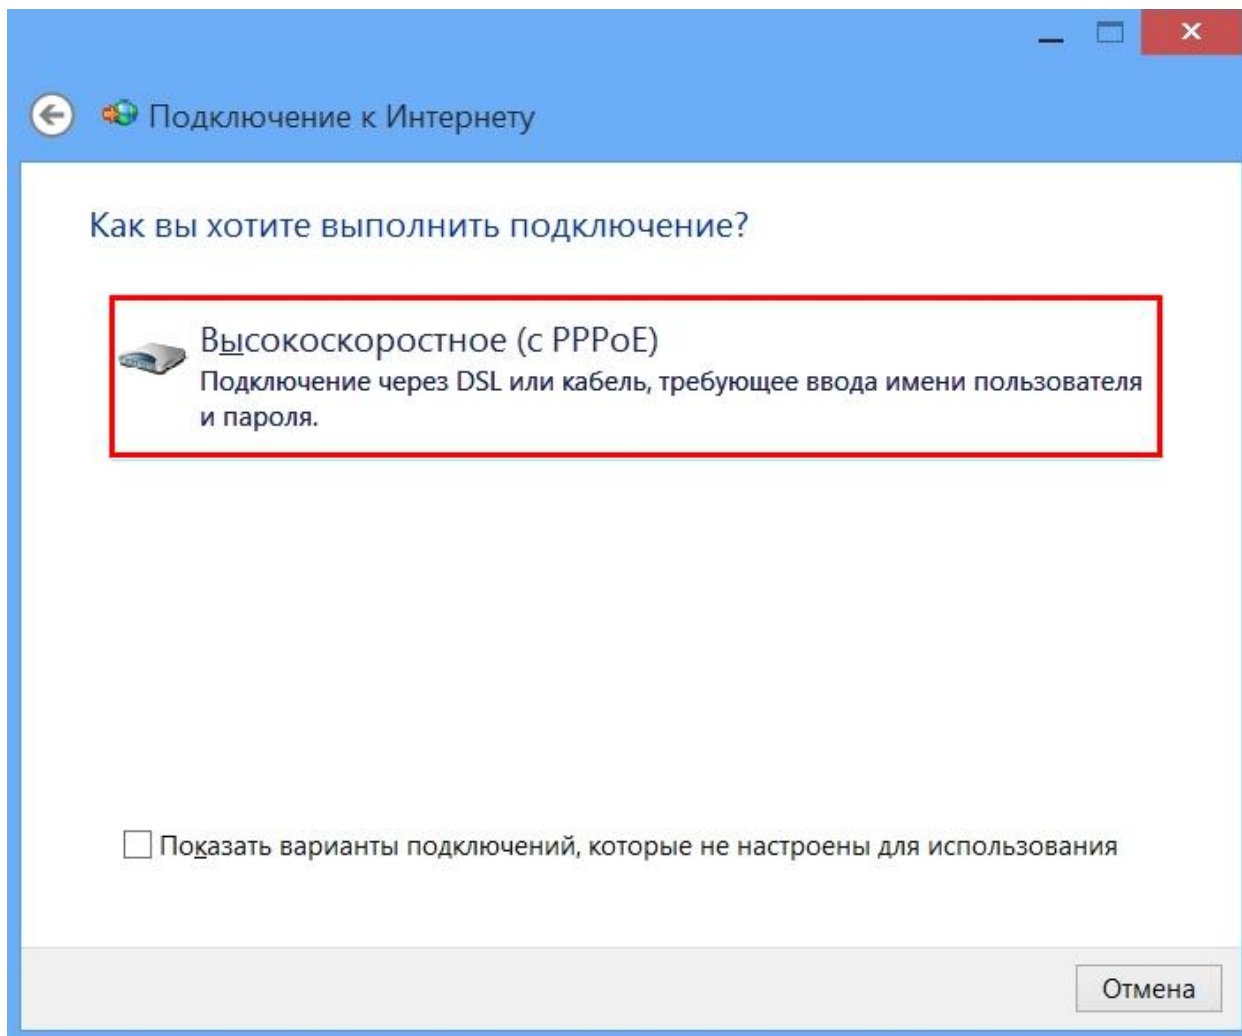 Подключение к Интернету
Как вы хотите выполнить подключение?
Высокоскоростное (с PPPoE)
Подключение через DSL или кабель, требующее ввода имени пользователя
и пароля.
Показать варианты подключений, которые не настроены для использования
Отмена